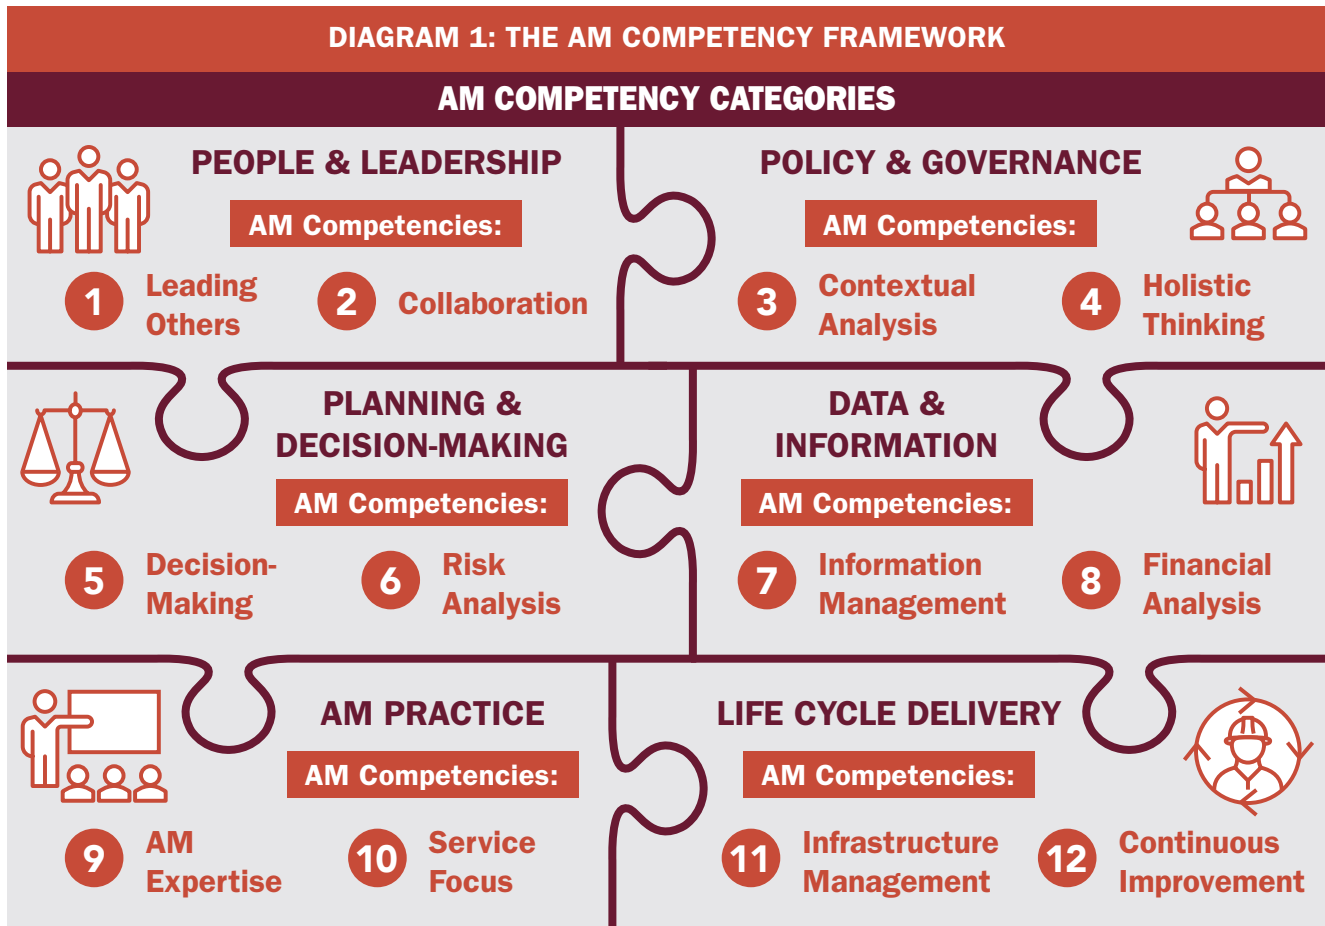 DIAGRAM 1: THE AM COMPETENCY FRAMEWORK
AM COMPETENCY CATEGORIES
PEOPLE & LEADERSHIP
AM Competencies:
1
Leading
Others
2
Collaboration
POLICY & GOVERNANCE
AM Competencies:
3
Contextual
Analysis
4
Holistic
Thinking
PLANNING &
DECISION-MAKING
AM Competencies:
5
Decision-
Making
6
Risk
Analysis
DATA &
INFORMATION
AM Competencies:
7
Information
Management
8
Financial
Analysis
AM PRACTICE
AM Competencies:
9
AM
Expertise
10
Service
Focus
LIFE CYCLE DELIVERY
AM Competencies:
11
Infrastructure
Management
12
Continuous
Improvement